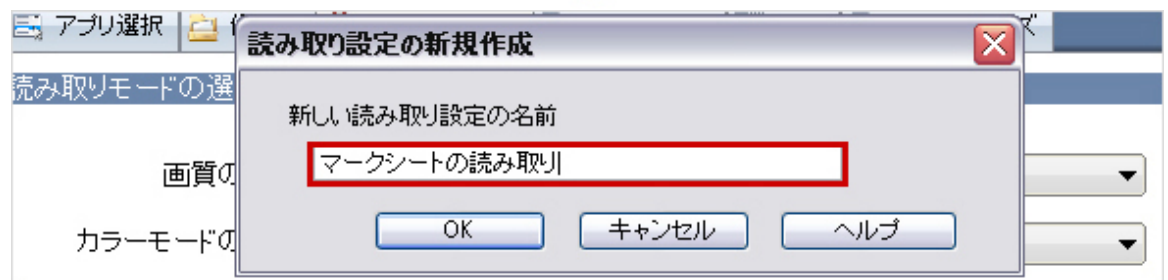 アプリ選択
読み取り設定の新規作成
読み取りモードの選
新しい読み取り設定の名前
マークシートの読み取り
画質の
カラーモードの
OK キャンセル ヘルプ